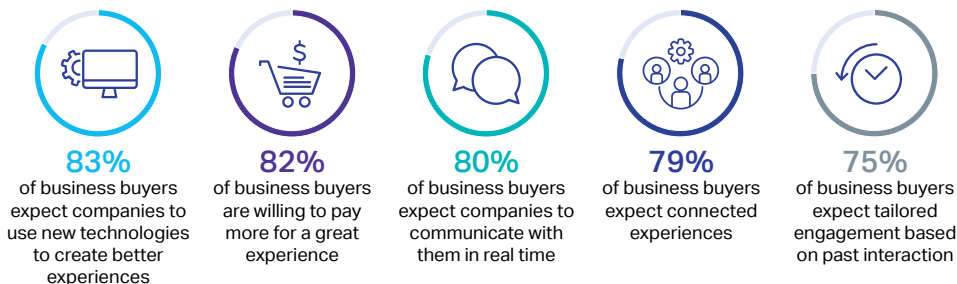 $
83%
of business buyers
expect companies to
use new technologies
to create better
experiences
82%
of business buyers
are willing to pay
more for a great
experience
80%
of business buyers
expect companies to
communicate with
them in real time
79%
of business buyers
expect connected
experiences
75%
of business buyers
expect tailored
engagement based
on past interaction